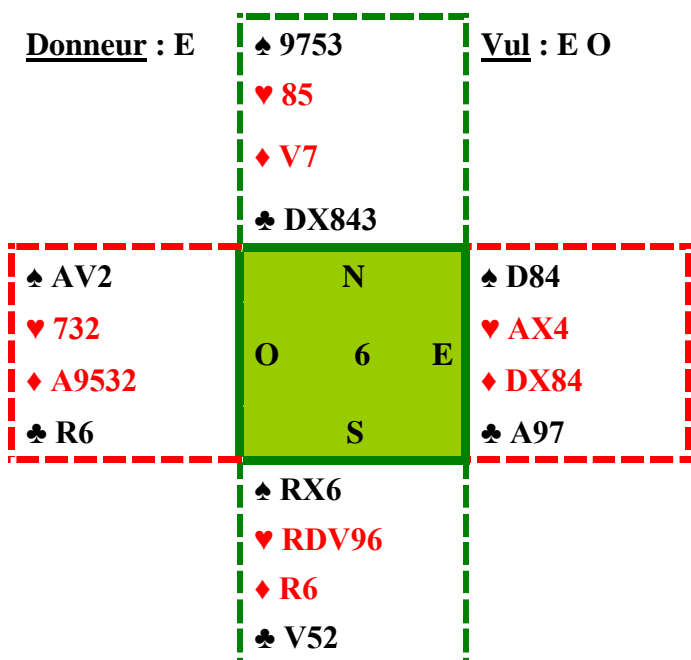 Donneur : E
♠ 9753
Vul : E O
♥ 85
♦ V7
♣ DX843
♠ AV2
♥ 732
♦ A9532
♣ R6
N
O 6 E
S
♠ D84
♥ AX4
♦ DX84
♣ A97
♠ RX6
♥ RDV96
♦ R6
♣ V52